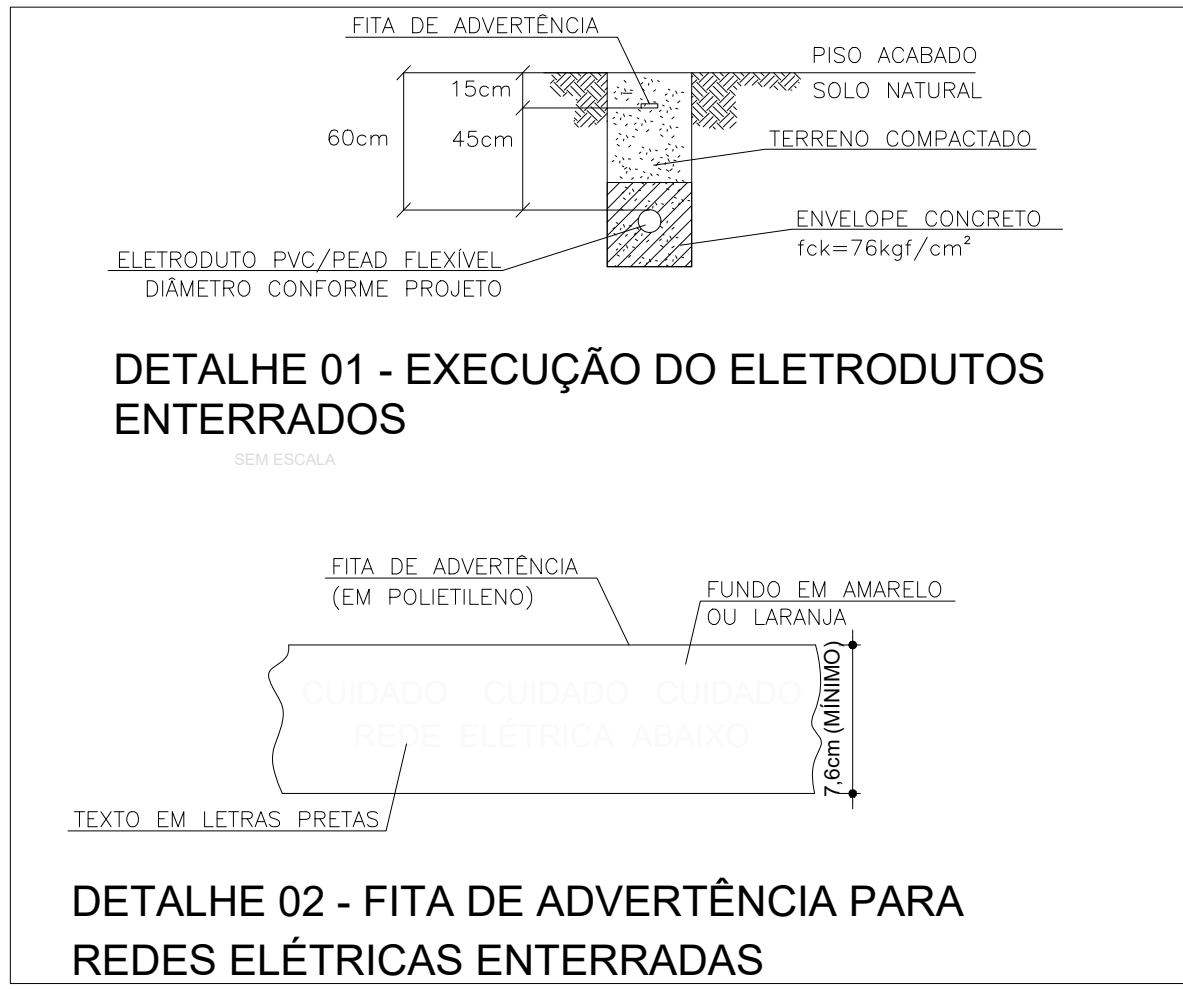 FITA DE ADVERTÊNCIA
PISO ACABADO
15cm
SOLO NATURAL
60cm
45cm
TERRENO COMPACTADO
ENVELOPE CONCRETO
fck=76kgf/cm²
ELETRODUTO PVC/PEAD FLEXÍVEL
DIÂMETRO CONFORME PROJETO
DETALHE 01 - EXECUÇÃO DO ELETRODUTOS
ENTERRADOS
SEM ESCALA
FITA DE ADVERTÊNCIA
(EM POLIETILENO)
FUNDO EM AMARELO
OU LARANJA
CUIDADO CUIDADO CUIDADO
REDE ELÉTRICA ABAIXO
7,6cm (MÍNIMO)
TEXTO EM LETRAS PRETAS
DETALHE 02 - FITA DE ADVERTÊNCIA PARA
REDES ELÉTRICAS ENTERRADAS